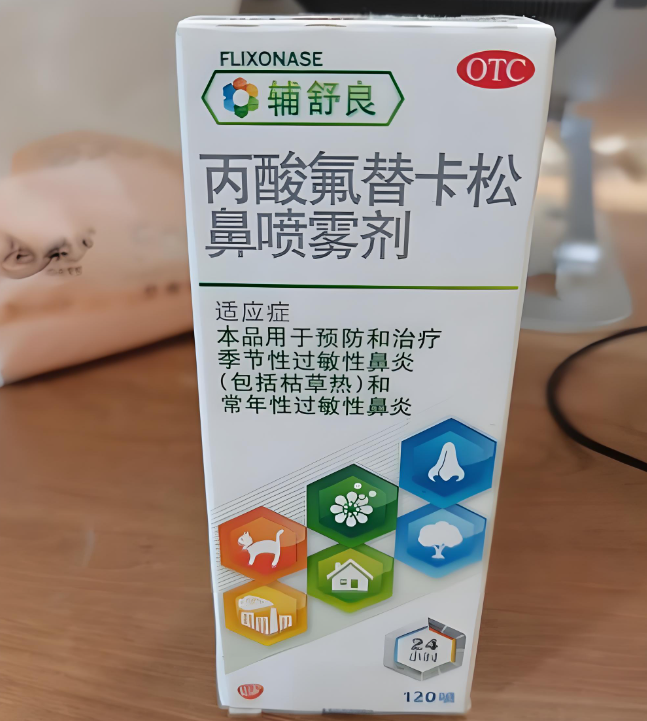 FLIXONASE
OTC
辅舒良
丙酸氟替卡松
鼻喷雾剂
适应症
本品用于预防和治疗
季节性过敏性鼻炎
(包括枯草热)和
常年性过敏性鼻炎
24
小时
120喷